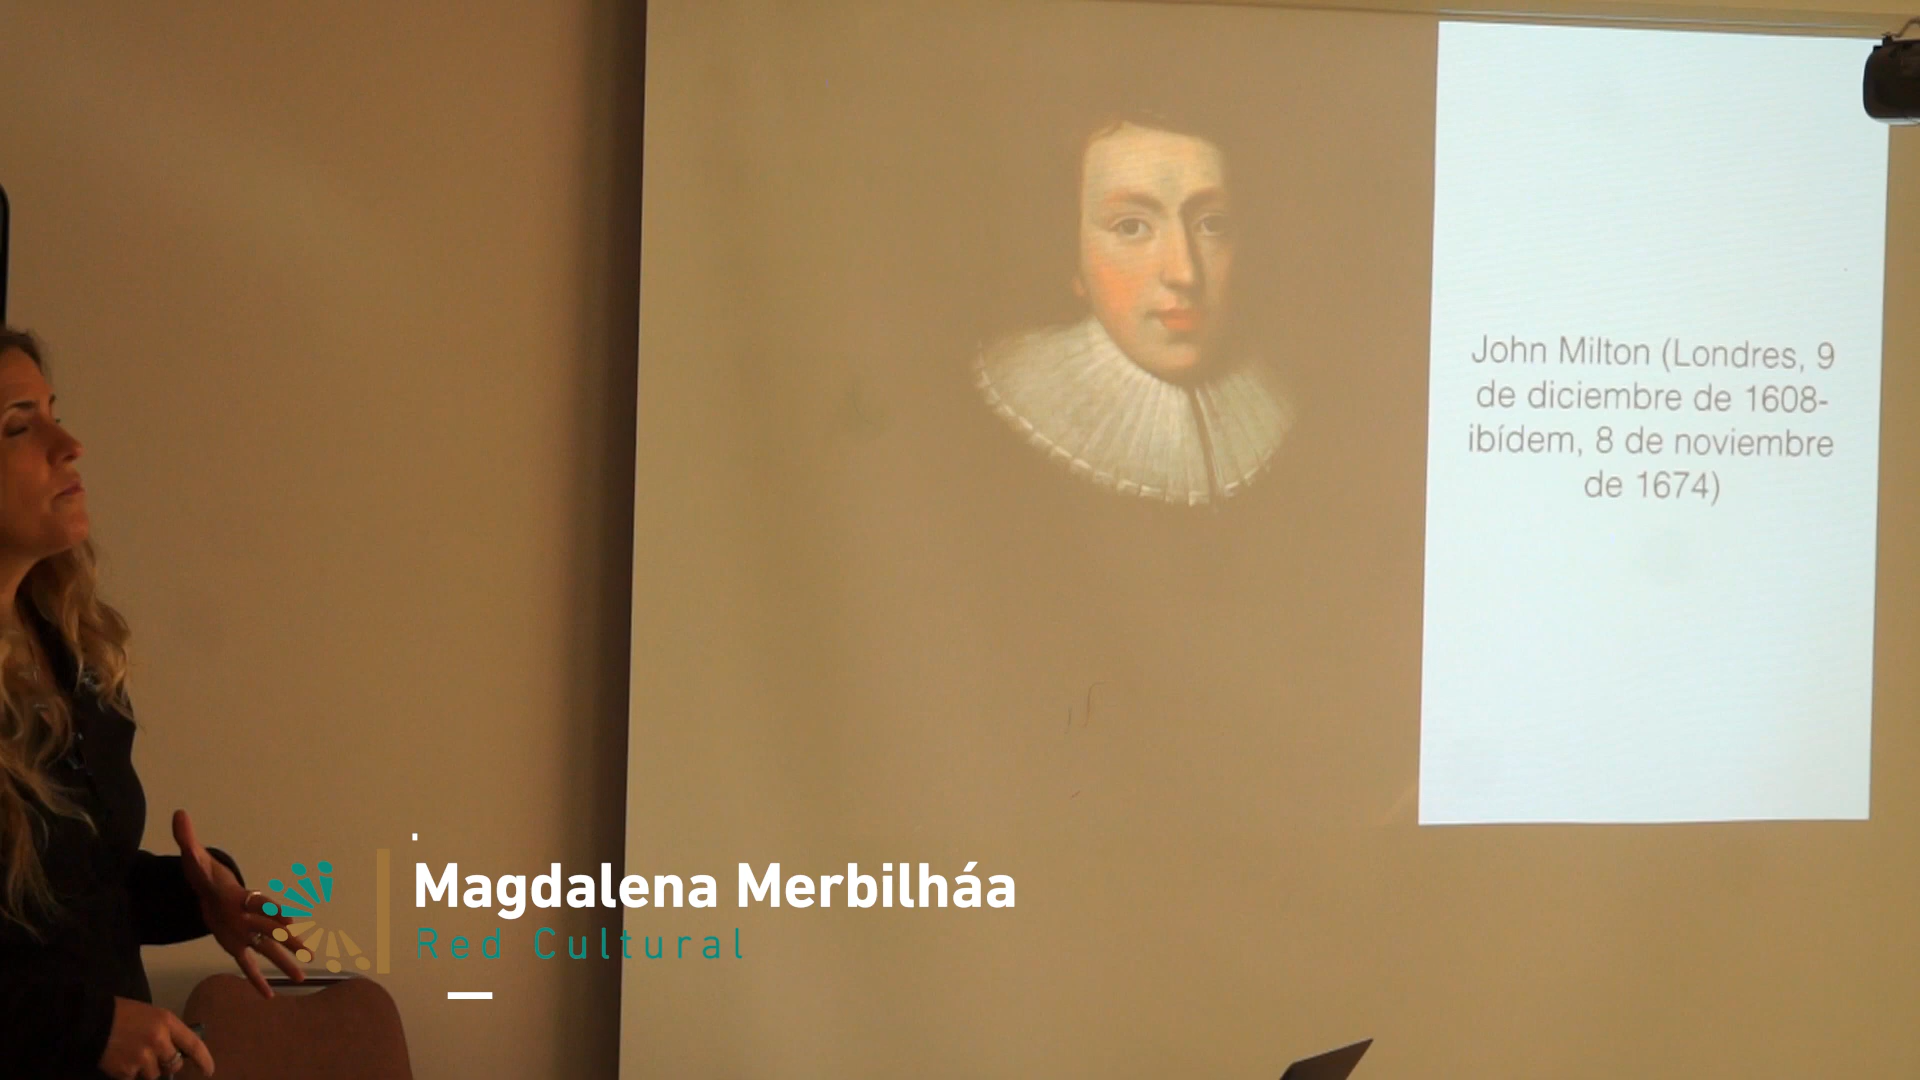 John Milton (Londres, 9
de diciembre de 1608-
ibídem, 8 de noviembre
de 1674)
Magdalena Merbilháa
Red Cultural